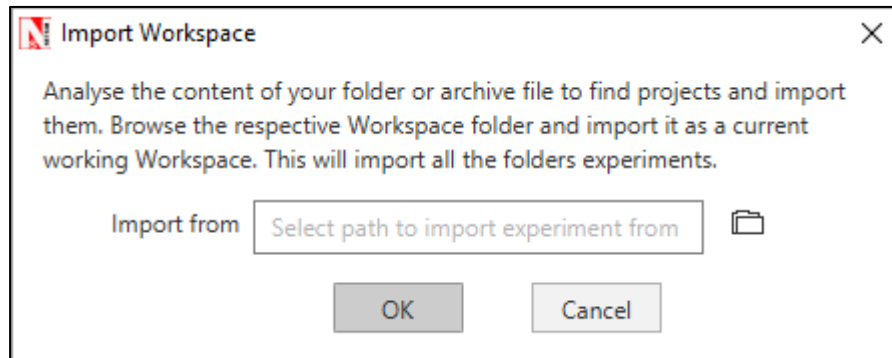 Import Workspace
Analyse the content of your folder or archive file to find projects and import
them. Browse the respective Workspace folder and import it as a current
working Workspace. This will import all the folders experiments.
Import from Select path to import experiment from
OK Cancel